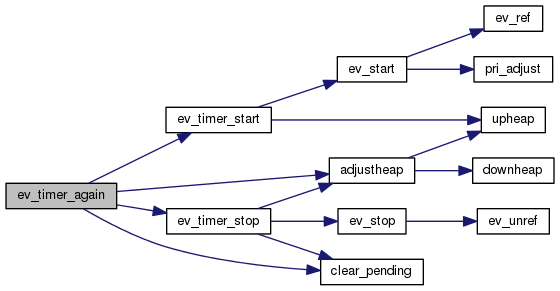 ev_ref
ev_start
pri_adjust
ev_timer_start
upheap
adjustheap
downheap
ev_timer_again
ev_timer_stop
ev_stop
ev_unref
clear_pending